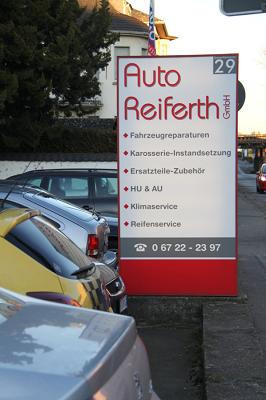 29
Auto
Reiferth GmbH
Fahrzeugreparaturen
Karosserie-Instandsetzung
Ersatzteile-Zubehör
HU & AU
Klimaservice
Reifenservice
☎ 0 67 22 - 23 97